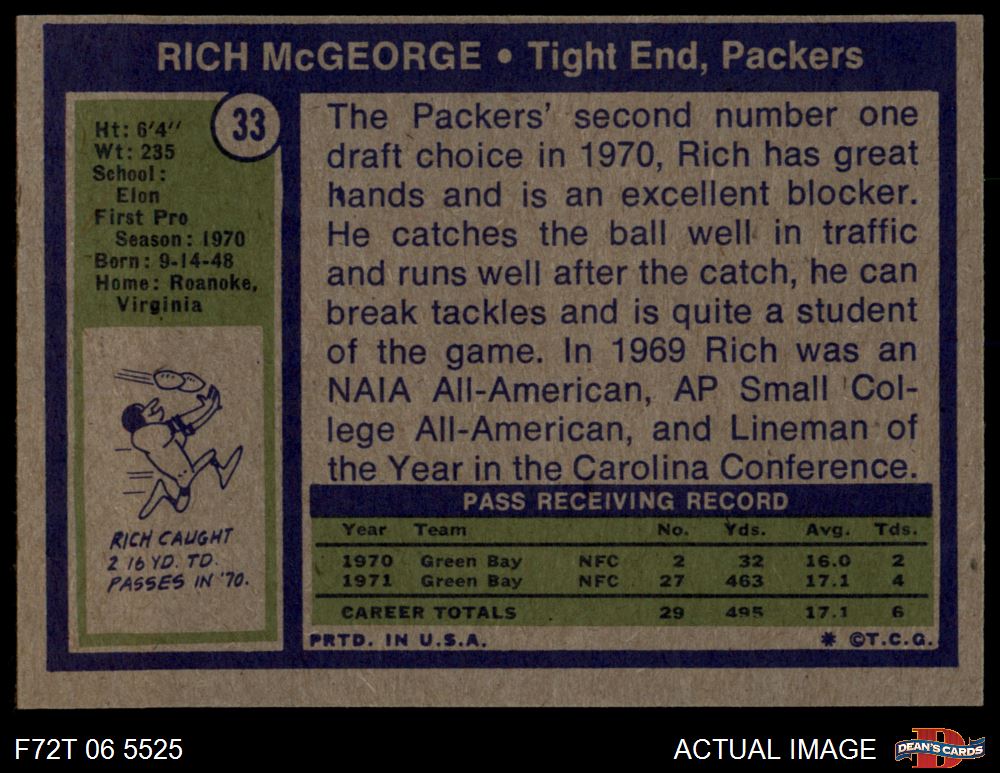 RICH McGEORGE • Tight End, Packers
33
Ht: 6'4''
Wt: 235
School:
Elon
First Pro
Season: 1970
Born: 9-14-48
Home: Roanoke,
Virginia
RICH CAUGHT
2 16 YD. TD.
PASSES IN '70.
The Packers' second number one
draft choice in 1970, Rich has great
hands and is an excellent blocker.
He catches the ball well in traffic
and runs well after the catch, he can
break tackles and is quite a student
of the game. In 1969 Rich was an
NAIA All-American, AP Small Col-
lege All-American, and Lineman of
the Year in the Carolina Conference.
PASS RECEIVING RECORD
Year Team No. Yds. Avg. Tds.
1970 Green Bay NFC 2 32 16.0 2
1971 Green Bay NFC 27 463 17.1 4
CAREER TOTALS 29 495 17.1 6
PRTD. IN U.S.A. * ©T.C.G.
F72T 06 5525
ACTUAL IMAGE
DEAN'S CARDS